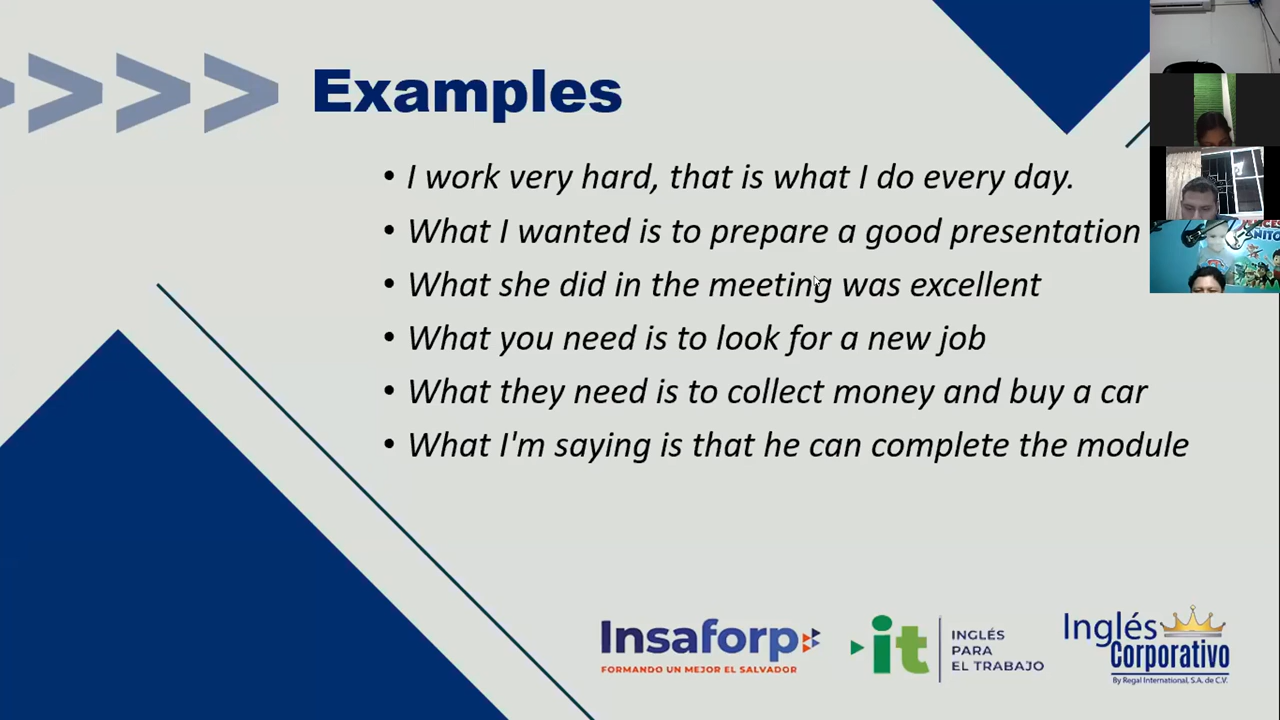 Examples
• I work very hard, that is what I do every day.
• What I wanted is to prepare a good presentation
• What she did in the meeting was excellent
• What you need is to look for a new job
• What they need is to collect money and buy a car
• What I'm saying is that he can complete the module
Insaforp
FORMANDO UN MEJOR EL SALVADOR
it
INGLÉS
PARA
EL TRABAJO
Inglés
Corporativo
By Regal International, S.A. de C.V.